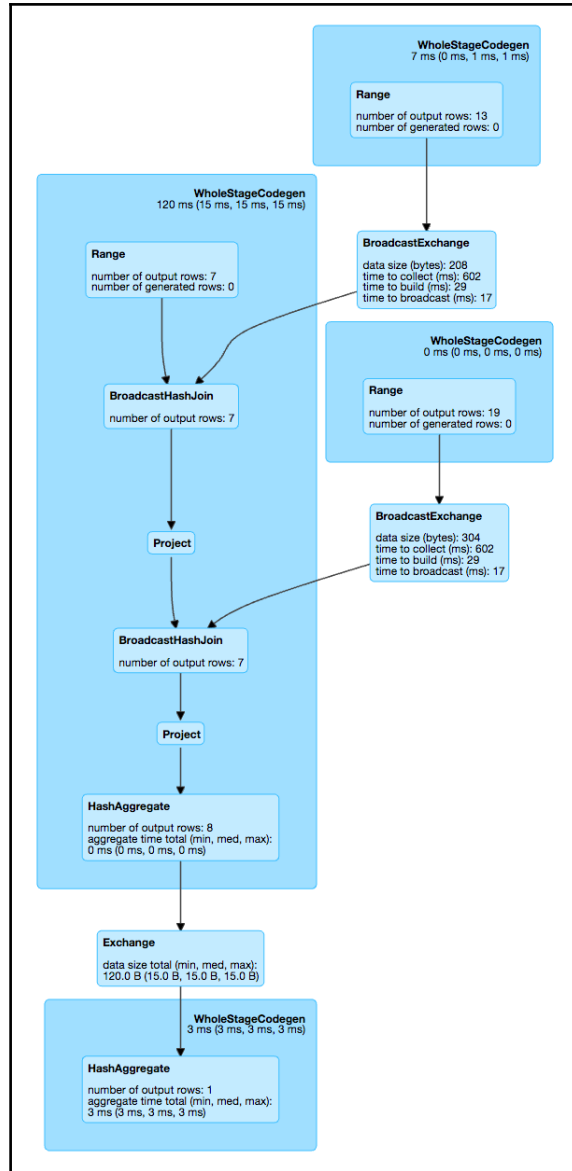 WholeStageCodegen
7 ms (0 ms, 1 ms, 1 ms)
Range
number of output rows: 13
number of generated rows: 0
WholeStageCodegen
120 ms (15 ms, 15 ms, 15 ms)
Range
number of output rows: 7
number of generated rows: 0
BroadcastExchange
data size (bytes): 208
time to collect (ms): 602
time to build (ms): 29
time to broadcast (ms): 17
WholeStageCodegen
0 ms (0 ms, 0 ms, 0 ms)
Range
number of output rows: 19
number of generated rows: 0
BroadcastHashJoin
number of output rows: 7
BroadcastExchange
data size (bytes): 304
time to collect (ms): 602
time to build (ms): 29
time to broadcast (ms): 17
Project
BroadcastHashJoin
number of output rows: 7
Project
HashAggregate
number of output rows: 8
aggregate time total (min, med, max):
0 ms (0 ms, 0 ms, 0 ms)
Exchange
data size total (min, med, max):
120.0 B (15.0 B, 15.0 B, 15.0 B)
WholeStageCodegen
3 ms (3 ms, 3 ms, 3 ms)
HashAggregate
number of output rows: 1
aggregate time total (min, med, max):
3 ms (3 ms, 3 ms, 3 ms)